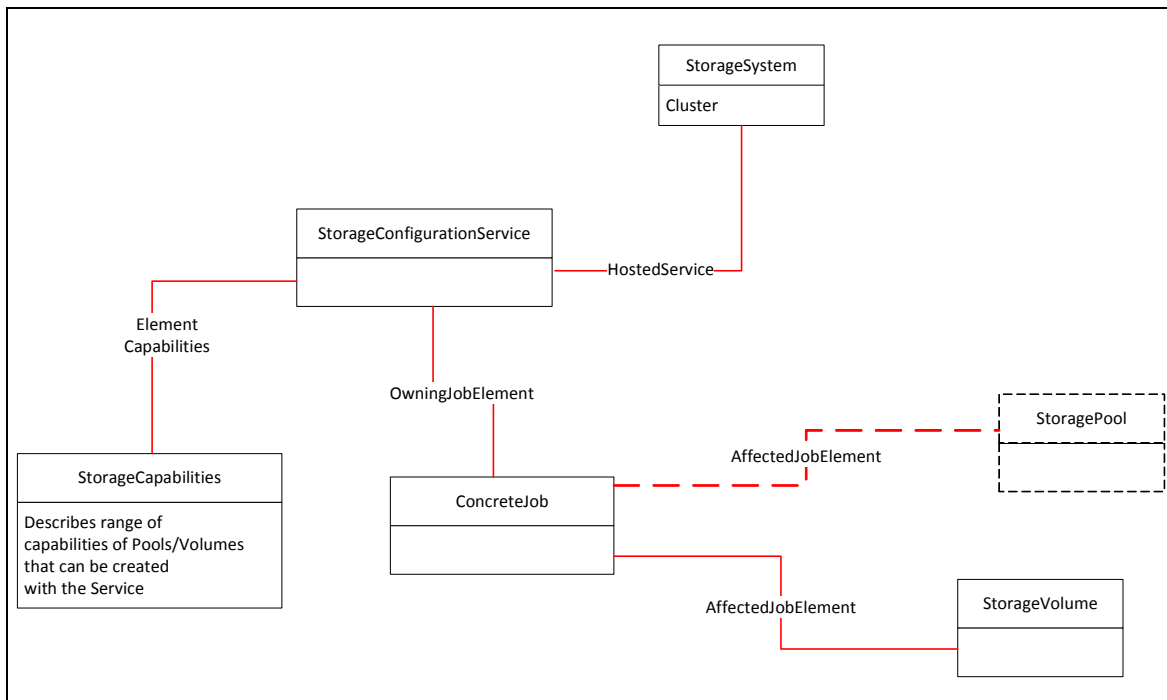 StorageSystem
Cluster
StorageConfigurationService
HostedService
Element
Capabilities
OwningJobElement
StoragePool
AffectedJobElement
StorageCapabilities
Describes range of
capabilities of Pools/Volumes
that can be created
with the Service
ConcreteJob
AffectedJobElement
StorageVolume